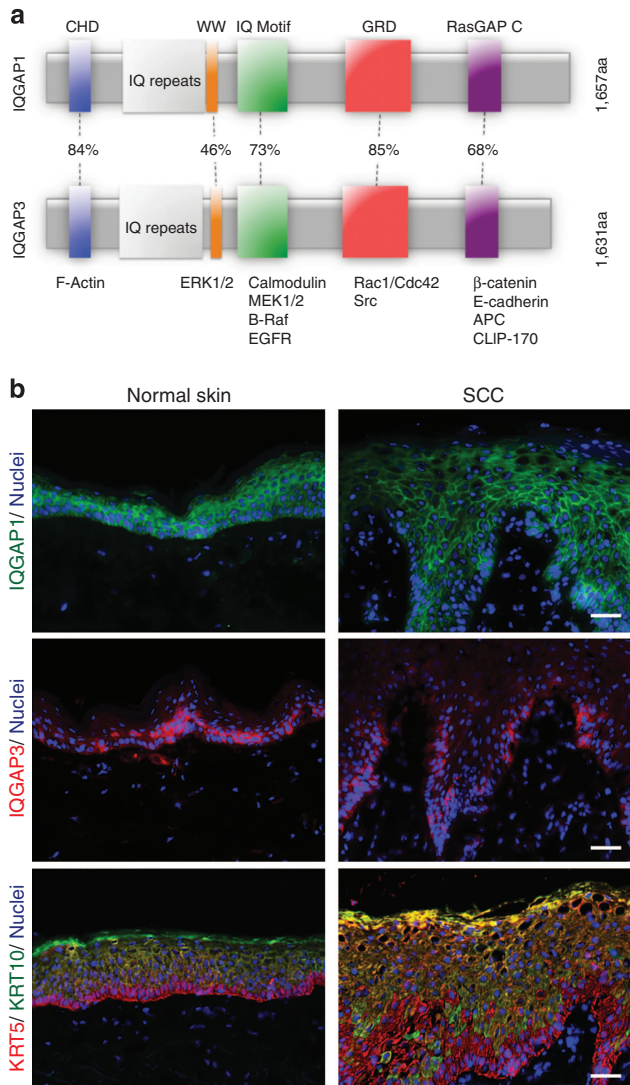 a
CHD WW IQ Motif GRD RasGAP C
IQGAP1
IQ repeats
1,657aa
84% 46% 73% 85% 68%
IQGAP3
IQ repeats
1,631aa
F-Actin ERK1/2 Calmodulin Rac1/Cdc42 β-catenin
MEK1/2 Src E-cadherin
B-Raf APC
EGFR CLIP-170
b
Normal skin SCC
IQGAP1/ Nuclei
IQGAP3/ Nuclei
KRT5/ KRT10/ Nuclei